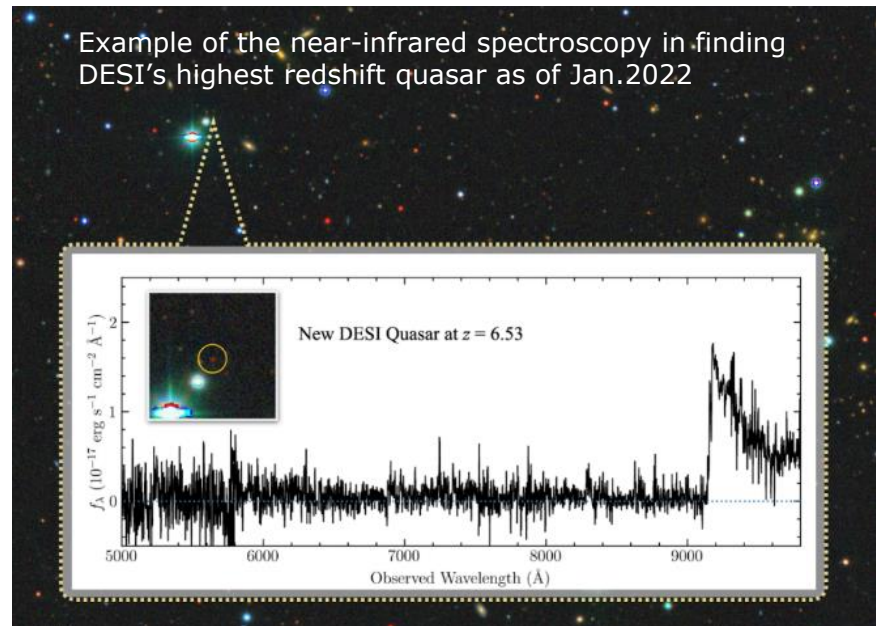 Example of the near-infrared spectroscopy in finding
DESI's highest redshift quasar as of Jan.2022
New DESI Quasar at z = 6.53
2
1
0
fλ (10⁻¹⁷ erg s⁻¹ cm⁻² Å⁻¹)
5000 6000 7000 8000 9000
Observed Wavelength (Å)